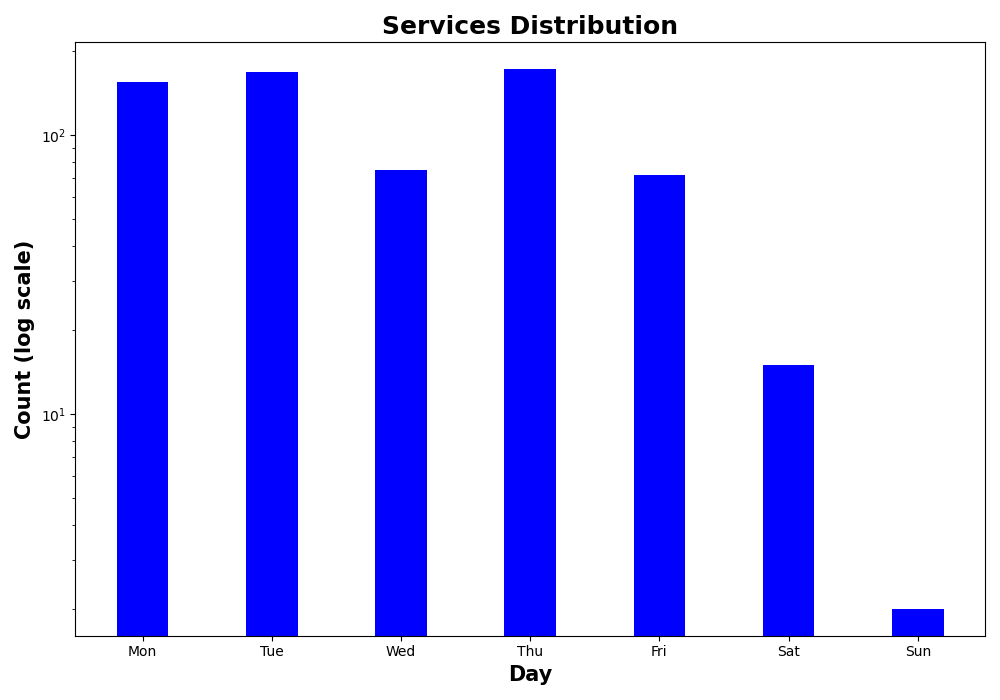 Services Distribution
Count (log scale)
10²
10¹
Mon Tue Wed Thu Fri Sat Sun
Day